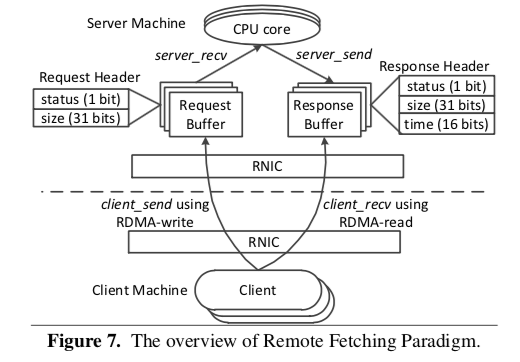 Server Machine
CPU core
server_recv
server_send
Request Header
status (1 bit)
size (31 bits)
Request
Buffer
Response
Buffer
Response Header
status (1 bit)
size (31 bits)
time (16 bits)
RNIC
client_send using
RDMA-write
client_recv using
RDMA-read
RNIC
Client Machine
Client
Figure 7. The overview of Remote Fetching Paradigm.